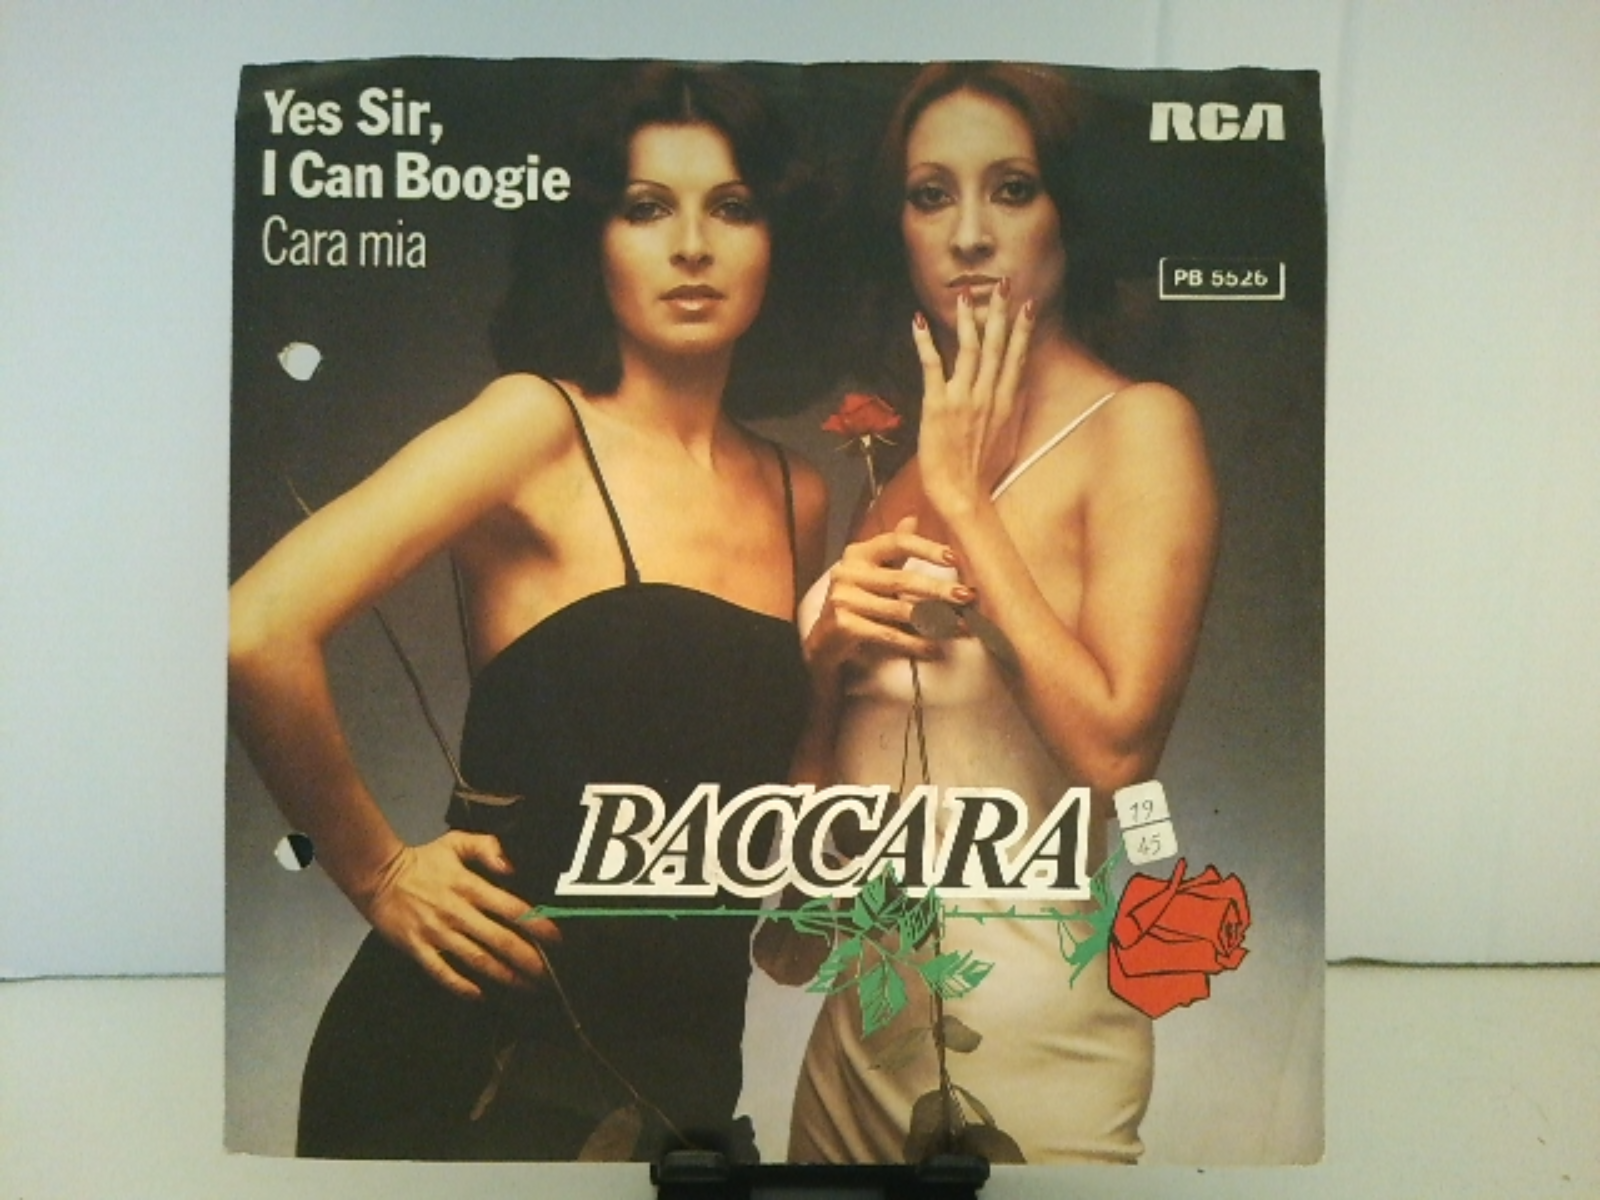 Yes Sir,
I Can Boogie
Cara mia
RCA
PB 5526
BACCARA
19
45